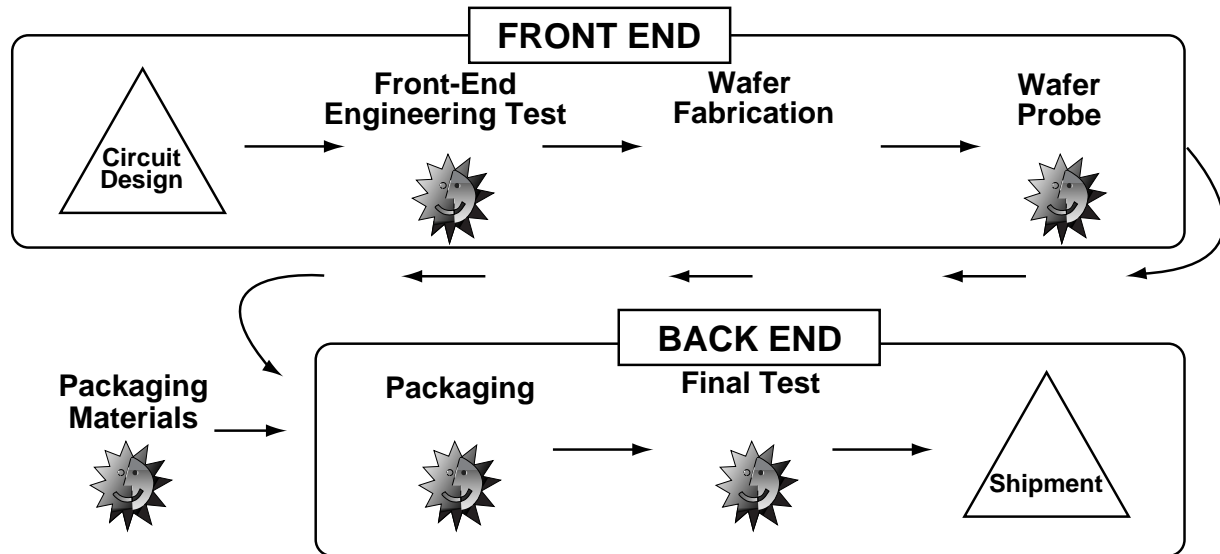 FRONT END
Circuit
Design
Front-End
Engineering Test
Wafer
Fabrication
Wafer
Probe
BACK END
Packaging
Materials
Packaging
Final Test
Shipment